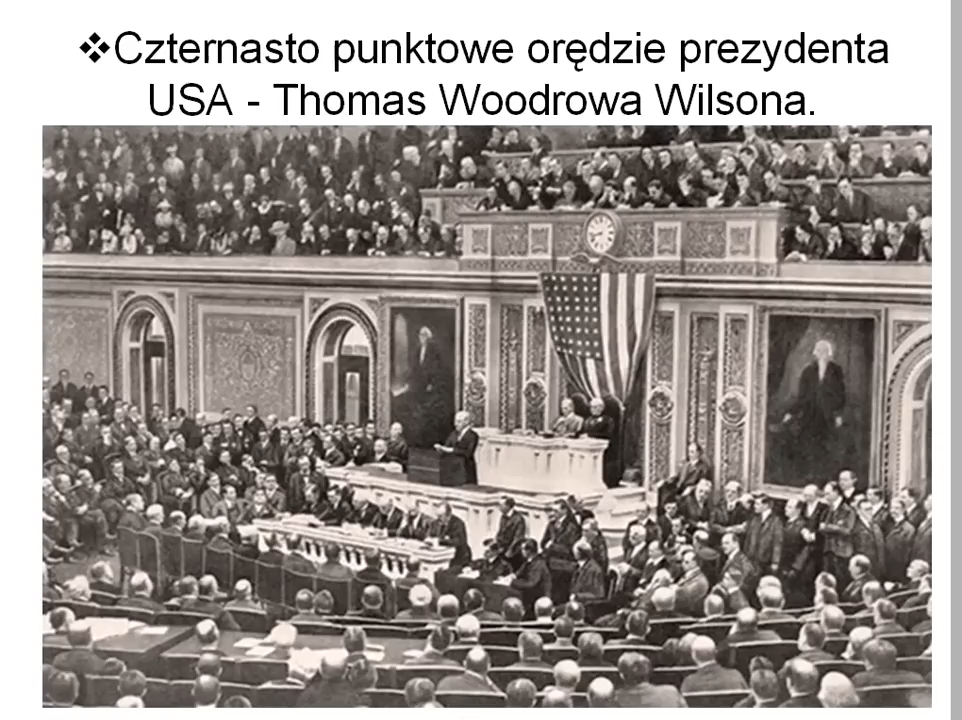 ❖Czternasto punktowe orędzie prezydenta
USA - Thomas Woodrowa Wilsona.